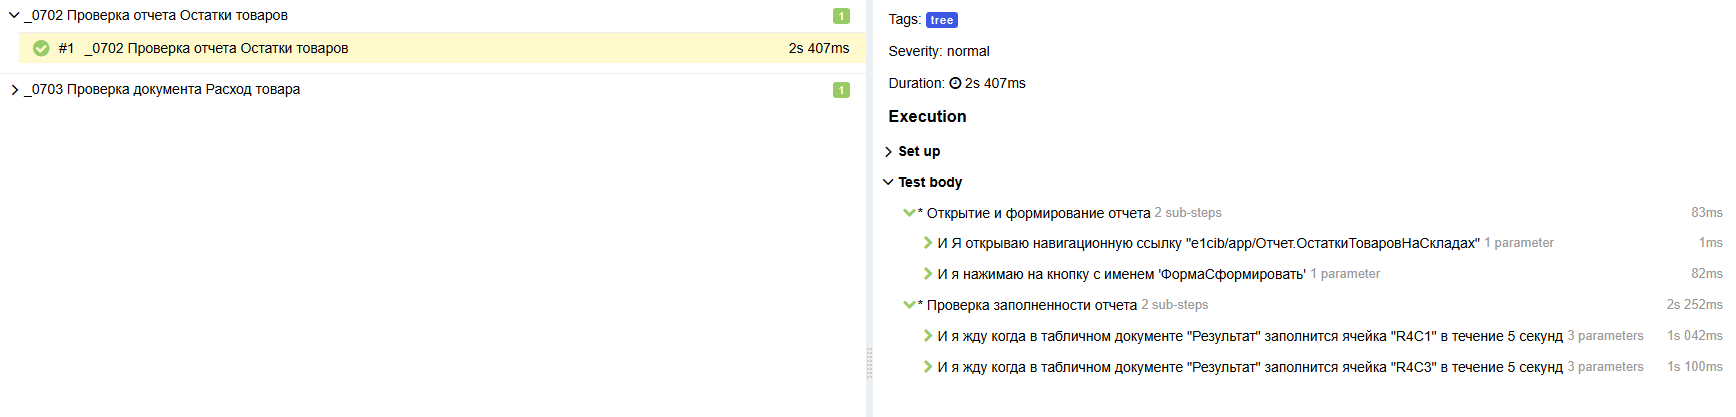 _0702 Проверка отчета Остатки товаров 1
#1 _0702 Проверка отчета Остатки товаров 2s 407ms
_0703 Проверка документа Расход товара 1
Tags: tree
Severity: normal
Duration: 2s 407ms
Execution
Set up
Test body
* Открытие и формирование отчета 2 sub-steps 83ms
И Я открываю навигационную ссылку "e1cib/app/Отчет.ОстаткиТоваровНаСкладах" 1 parameter 1ms
И я нажимаю на кнопку с именем 'ФормаСформировать' 1 parameter 82ms
* Проверка заполненности отчета 2 sub-steps 2s 252ms
И я жду когда в табличном документе "Результат" заполнится ячейка "R4C1" в течение 5 секунд 3 parameters 1s 042ms
И я жду когда в табличном документе "Результат" заполнится ячейка "R4C3" в течение 5 секунд 3 parameters 1s 100ms